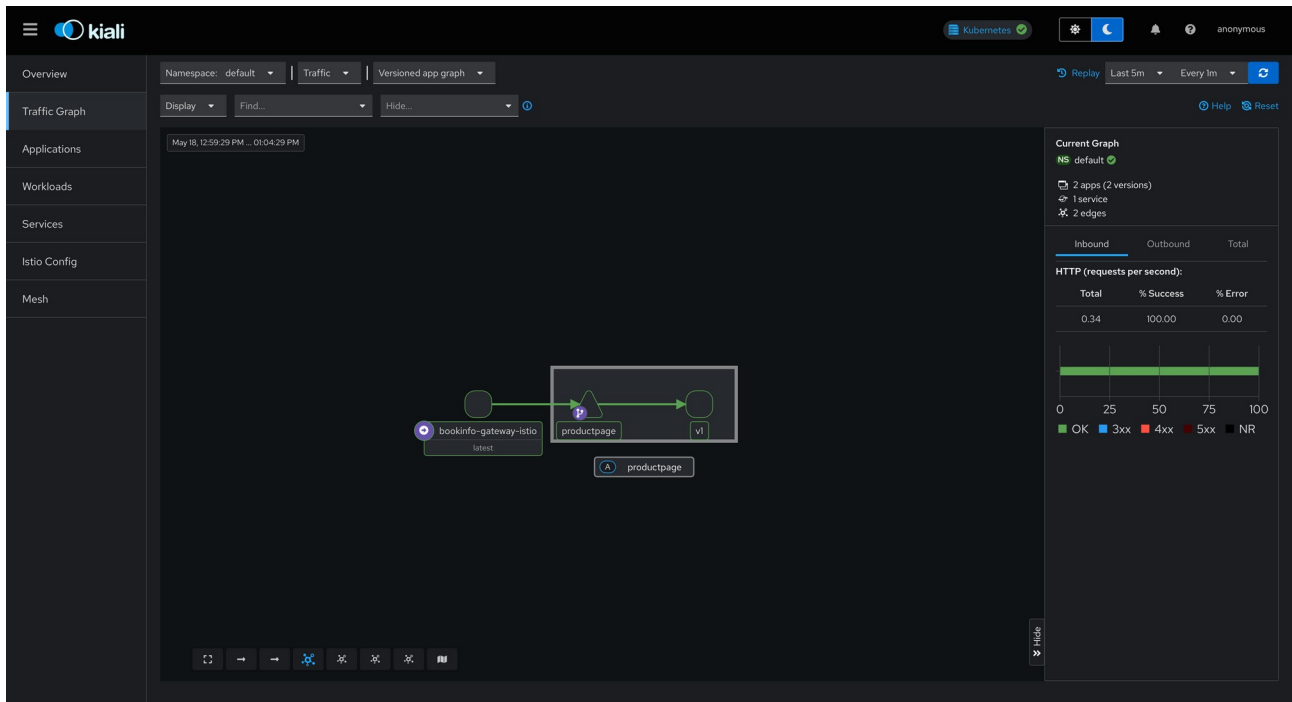 kiali
Kubernetes
anonymous
Overview
Traffic Graph
Applications
Workloads
Services
Istio Config
Mesh
Namespace: default
Traffic
Versioned app graph
Replay
Last 5m
Every 1m
Display
Find...
Hide...
Help
Reset
May 18, 12:59:29 PM ... 01:04:29 PM
bookinfo-gateway-istio
latest
productpage
v1
A productpage
Hide
Current Graph
NS default
2 apps (2 versions)
1 service
2 edges
Inbound Outbound Total
HTTP (requests per second):
Total % Success % Error
0.34 100.00 0.00
0 25 50 75 100
OK 3xx 4xx 5xx NR